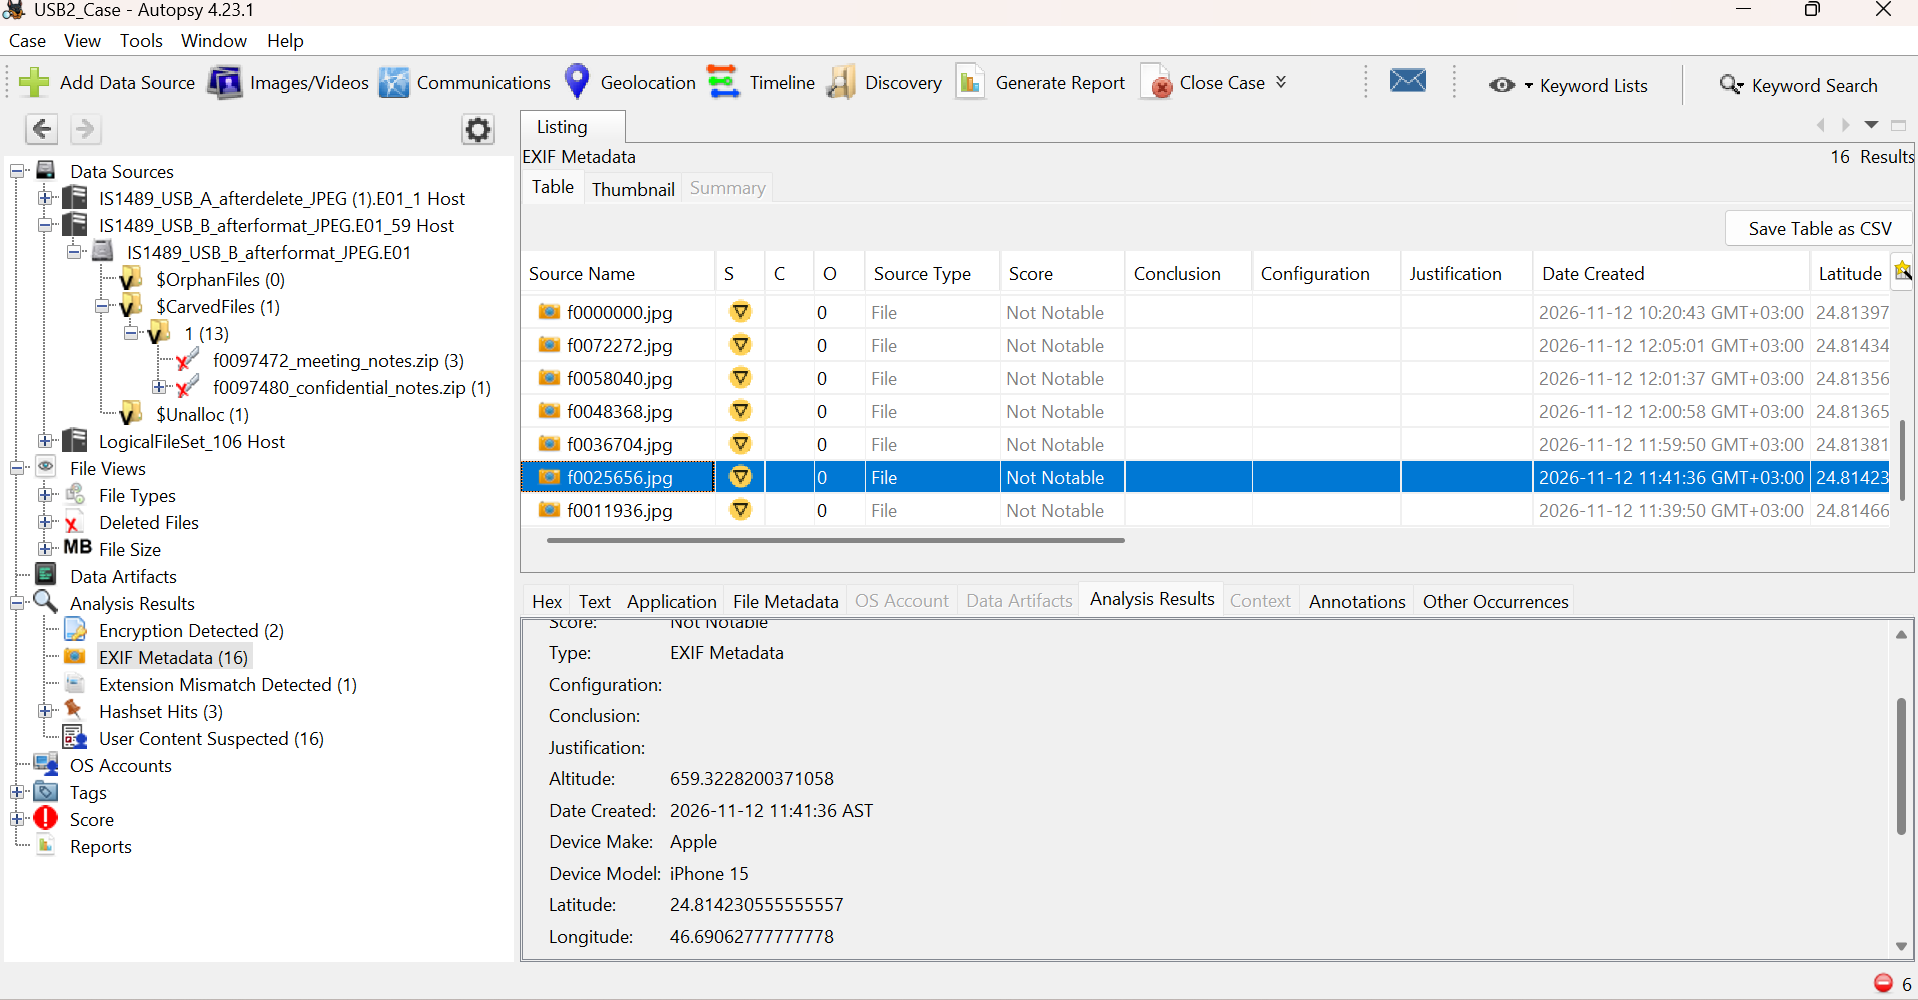 USB2_Case - Autopsy 4.23.1
Case View Tools Window Help
Add Data Source Images/Videos Communications Geolocation Timeline Discovery Generate Report Close Case Keyword Lists Keyword Search
Data Sources
IS1489_USB_A_afterdelete_JPEG (1).E01_1 Host
IS1489_USB_B_afterformat_JPEG.E01_59 Host
IS1489_USB_B_afterformat_JPEG.E01
$OrphanFiles (0)
$CarvedFiles (1)
1 (13)
f0097472_meeting_notes.zip (3)
f0097480_confidential_notes.zip (1)
$Unalloc (1)
LogicalFileSet_106 Host
File Views
File Types
Deleted Files
MB File Size
Data Artifacts
Analysis Results
Encryption Detected (2)
EXIF Metadata (16)
Extension Mismatch Detected (1)
Hashset Hits (3)
User Content Suspected (16)
OS Accounts
Tags
Score
Reports
Listing
EXIF Metadata 16 Results
Table Thumbnail Summary
Save Table as CSV
Source Name S C O Source Type Score Conclusion Configuration Justification Date Created Latitude
f0000000.jpg 0 File Not Notable 2026-11-12 10:20:43 GMT+03:00 24.81397
f0072272.jpg 0 File Not Notable 2026-11-12 12:05:01 GMT+03:00 24.81434
f0058040.jpg 0 File Not Notable 2026-11-12 12:01:37 GMT+03:00 24.81356
f0048368.jpg 0 File Not Notable 2026-11-12 12:00:58 GMT+03:00 24.81365
f0036704.jpg 0 File Not Notable 2026-11-12 11:59:50 GMT+03:00 24.81381
f0025656.jpg 0 File Not Notable 2026-11-12 11:41:36 GMT+03:00 24.81423
f0011936.jpg 0 File Not Notable 2026-11-12 11:39:50 GMT+03:00 24.81466
Hex Text Application File Metadata OS Account Data Artifacts Analysis Results Context Annotations Other Occurrences
Score: Not Notable
Type: EXIF Metadata
Configuration:
Conclusion:
Justification:
Altitude: 659.3228200371058
Date Created: 2026-11-12 11:41:36 AST
Device Make: Apple
Device Model: iPhone 15
Latitude: 24.814230555555557
Longitude: 46.69062777777778
6